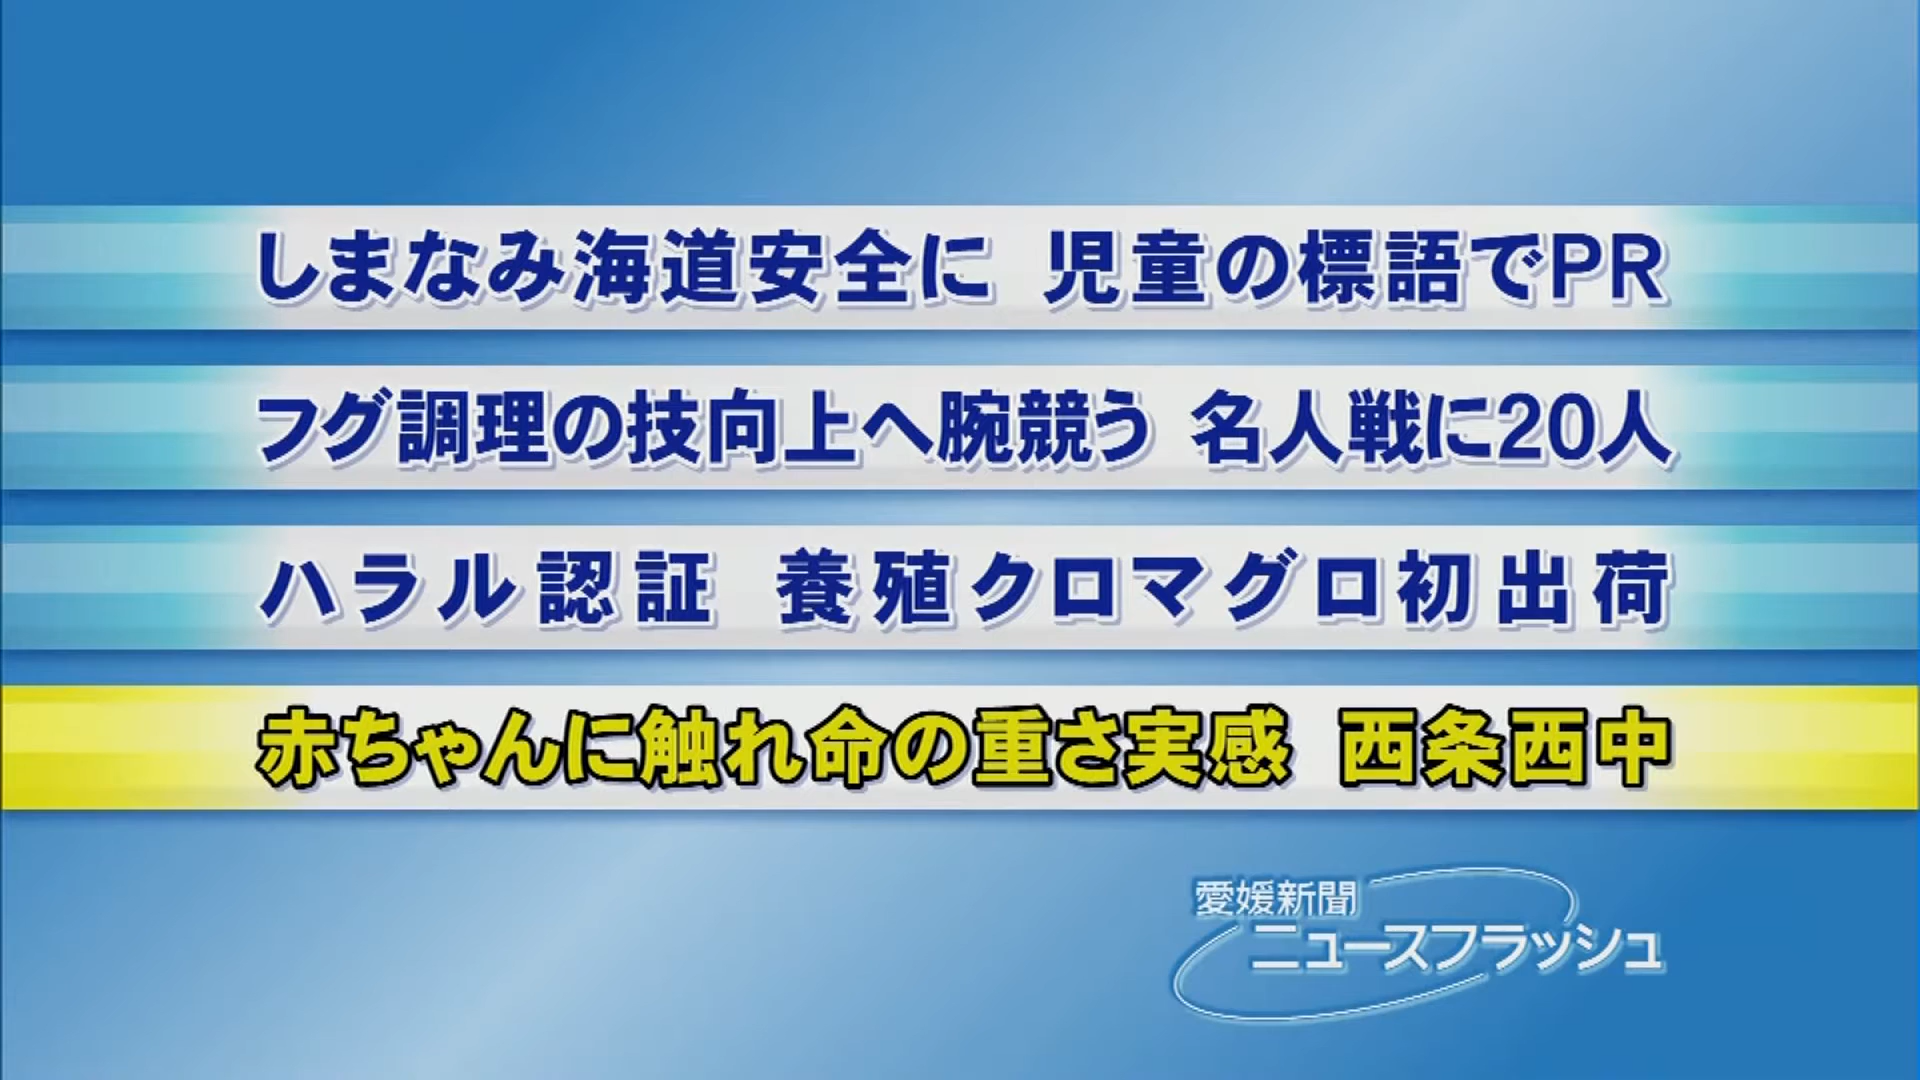 しまなみ海道安全に 児童の標語でPR
フグ調理の技向上へ腕競う 名人戦に20人
ハラル認証 養殖クロマグロ初出荷
赤ちゃんに触れ命の重さ実感 西条西中
愛媛新聞
ニュースフラッシュ